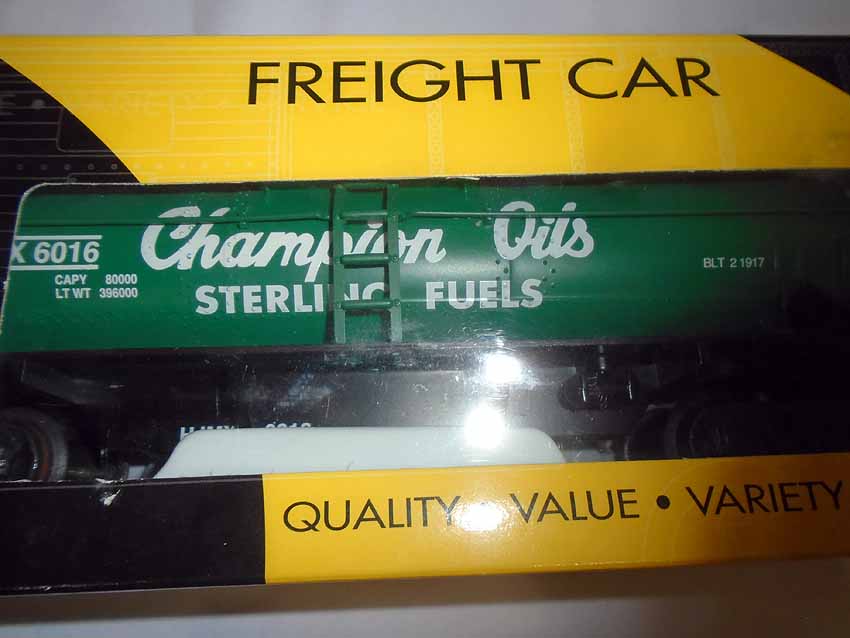 FREIGHT CAR
X 6016
Champion Oils
CAPY 80000
LT WT 396000
STERLING FUELS
BLT 2 1917
QUALITY • VALUE • VARIETY